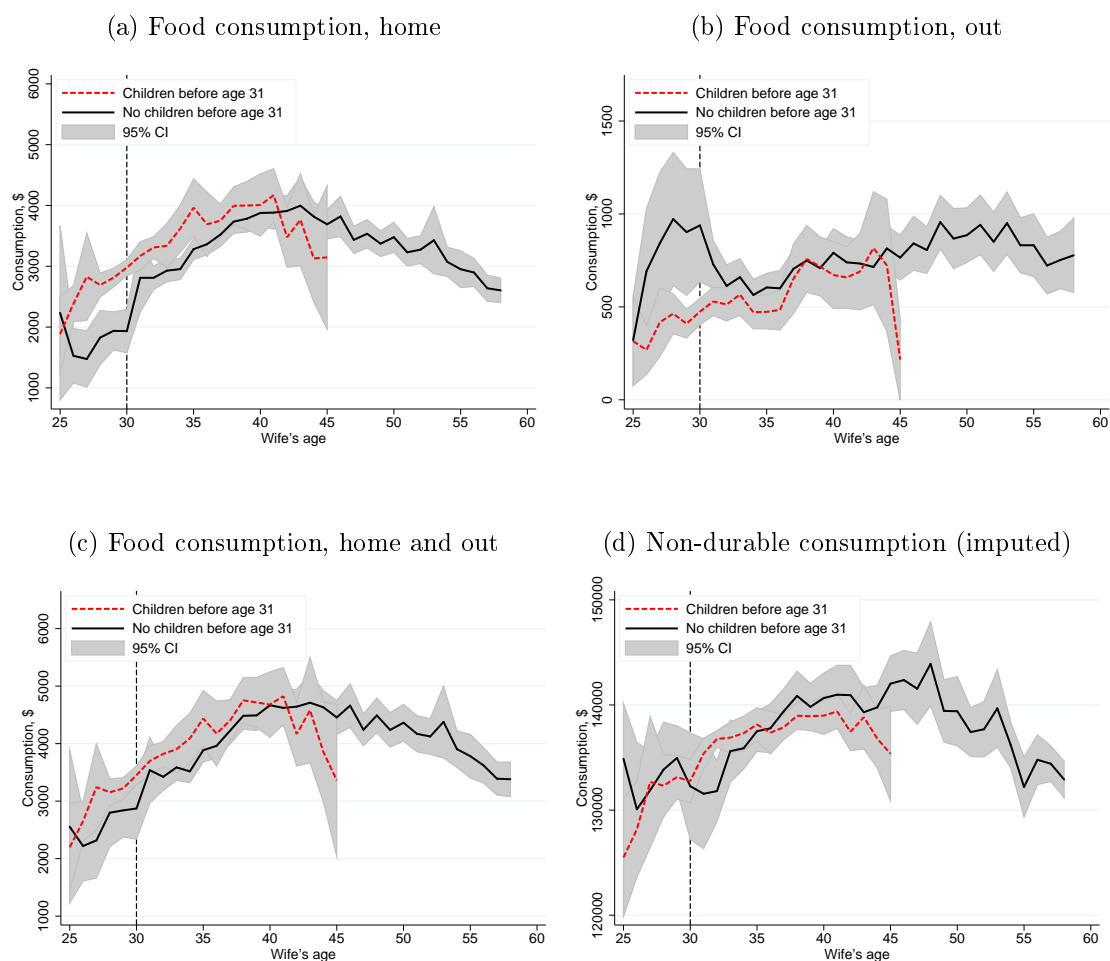 (a) Food consumption, home
Consumption, $
6000
5000
4000
3000
2000
1000
Children before age 31
No children before age 31
95% CI
25 30 35 40 45 50 55 60
Wife's age
(b) Food consumption, out
Consumption, $
1500
1000
500
0
Children before age 31
No children before age 31
95% CI
25 30 35 40 45 50 55 60
Wife's age
(c) Food consumption, home and out
Consumption, $
6000
5000
4000
3000
2000
1000
Children before age 31
No children before age 31
95% CI
25 30 35 40 45 50 55 60
Wife's age
(d) Non-durable consumption (imputed)
Consumption, $
150000
140000
130000
120000
Children before age 31
No children before age 31
95% CI
25 30 35 40 45 50 55 60
Wife's age